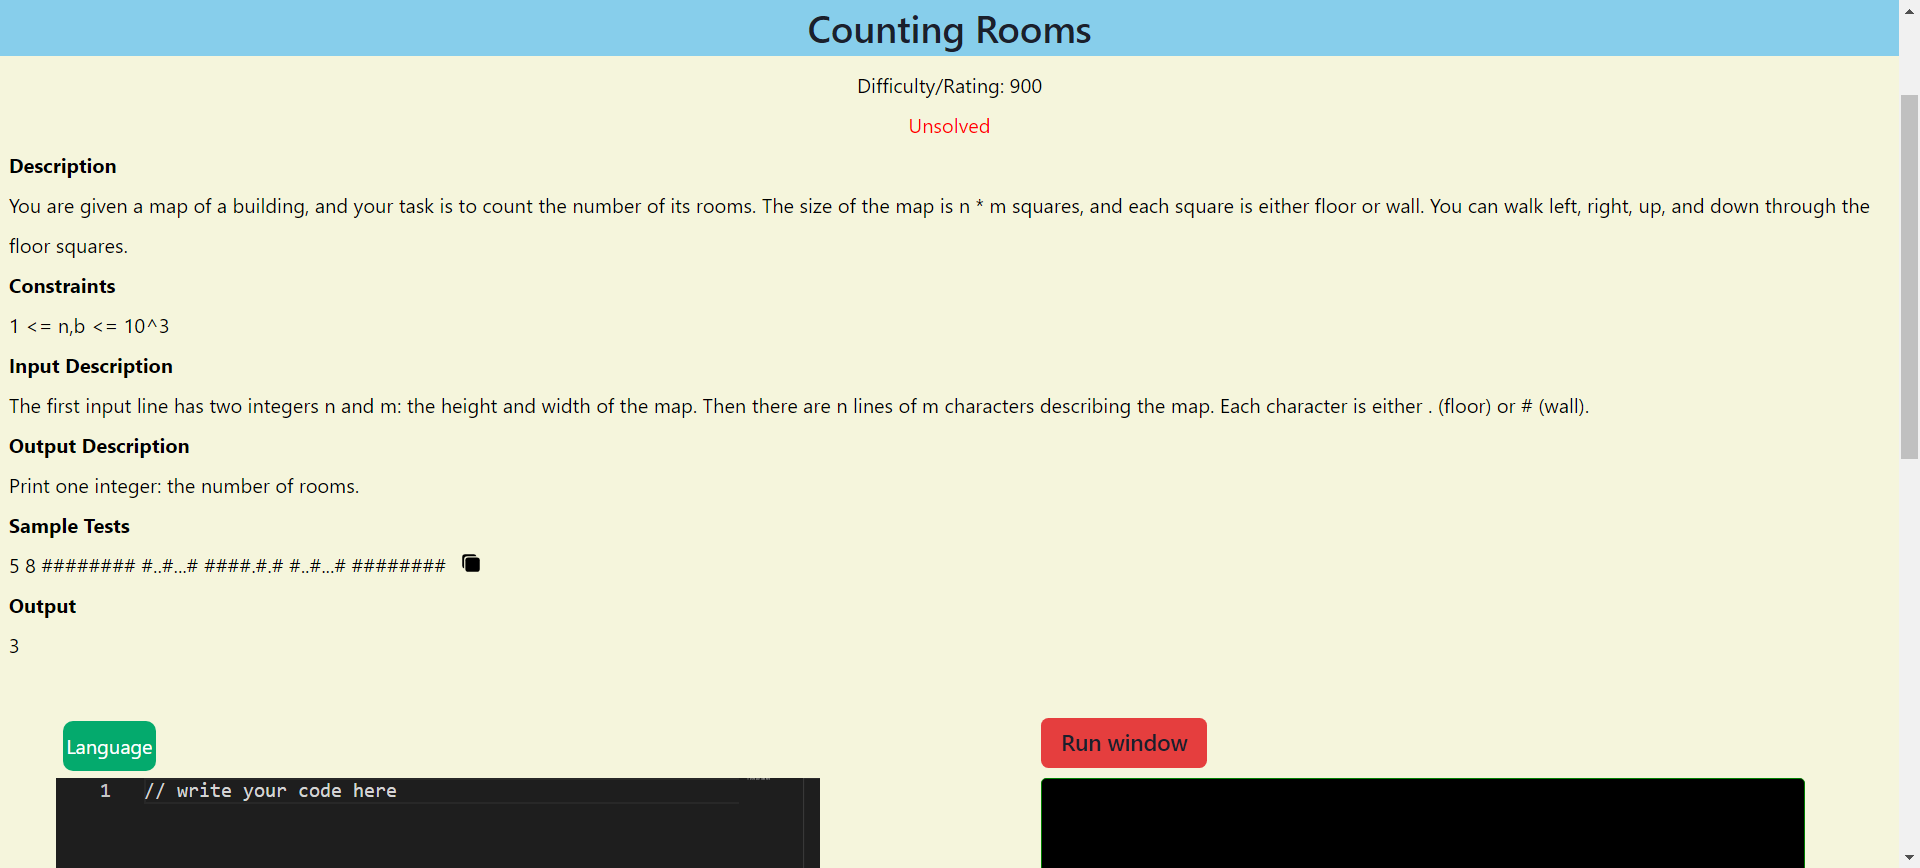 Counting Rooms
Difficulty/Rating: 900
Unsolved
Description
You are given a map of a building, and your task is to count the number of its rooms. The size of the map is n * m squares, and each square is either floor or wall. You can walk left, right, up, and down through the
floor squares.
Constraints
1 <= n,b <= 10^3
Input Description
The first input line has two integers n and m: the height and width of the map. Then there are n lines of m characters describing the map. Each character is either . (floor) or # (wall).
Output Description
Print one integer: the number of rooms.
Sample Tests
5 8 ######## #..#...# ####.#.# #..#...# ########
Output
3
Language
Run window
1 // write your code here